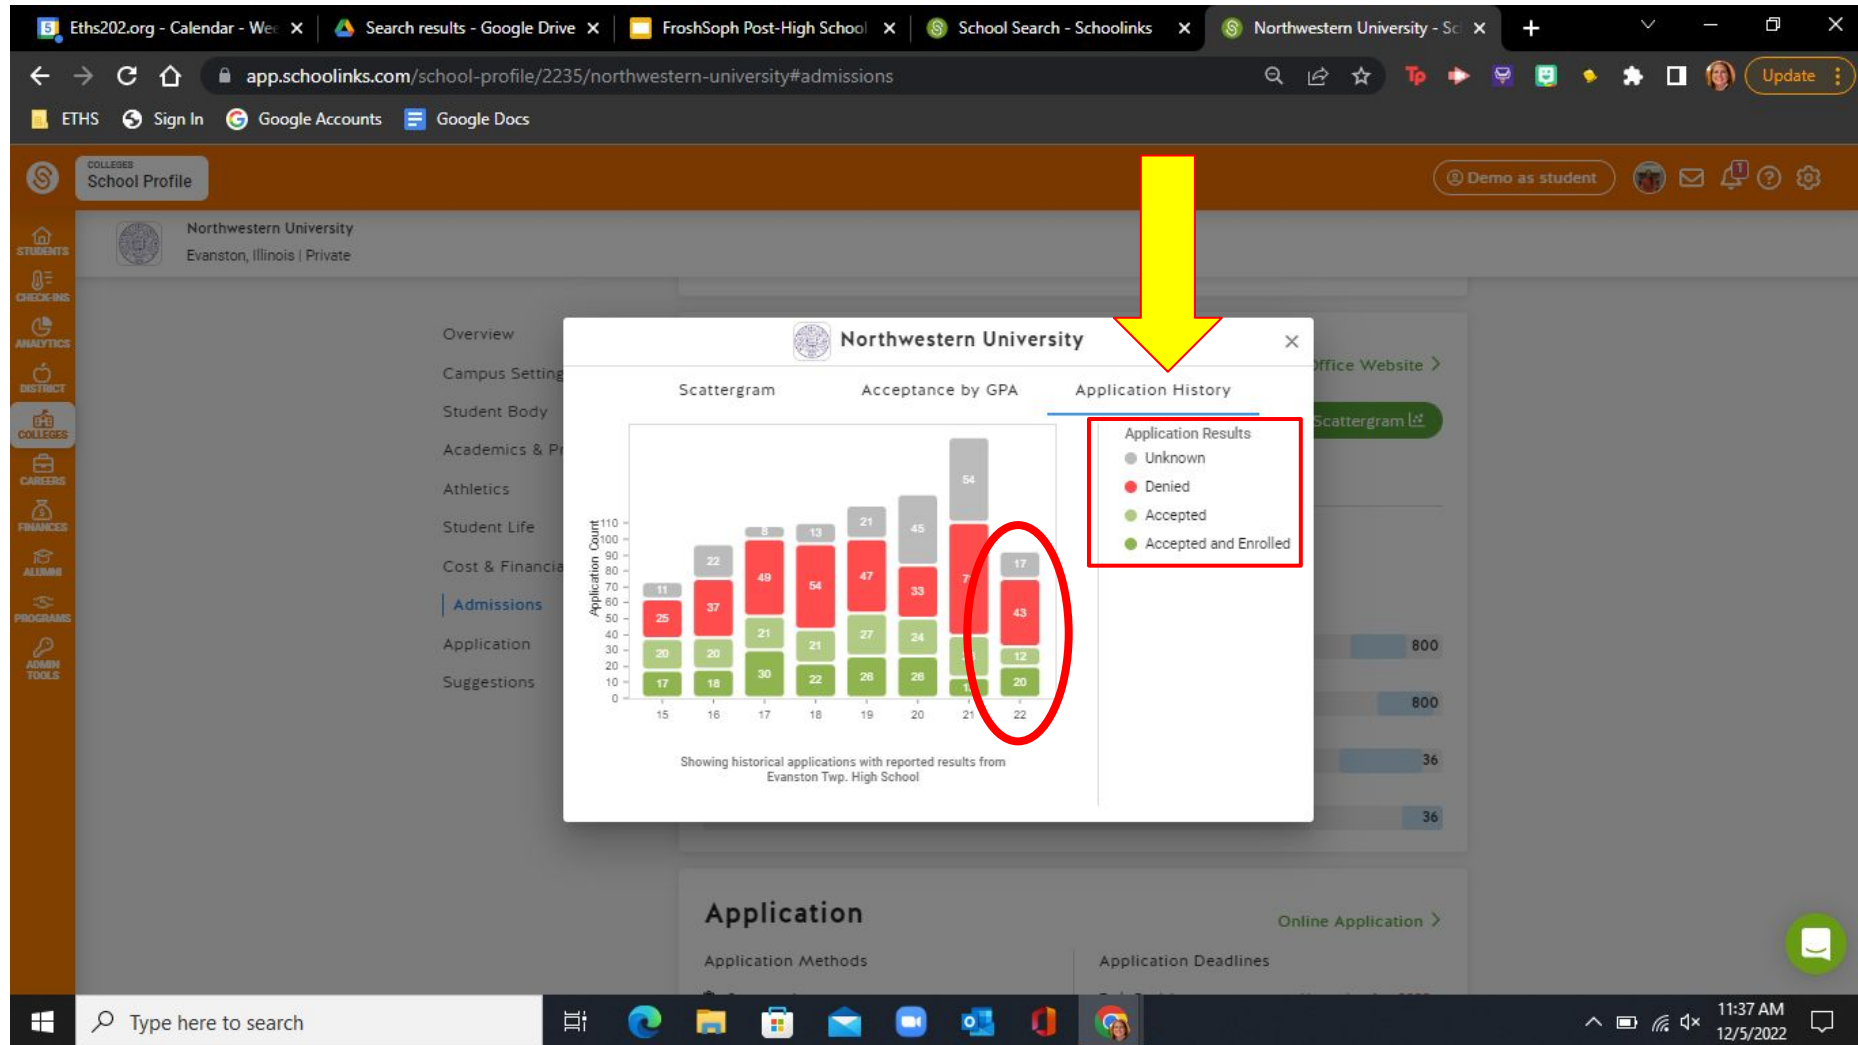 Eths202.org - Calendar - Wee
Search results - Google Drive
FroshSoph Post-High School
School Search - Schoolinks
Northwestern University - Sc
app.schoolinks.com/school-profile/2235/northwestern-university#admissions
Update
ETHS
Sign In
Google Accounts
Google Docs
COLLEGES
School Profile
Demo as student
1
Northwestern University
Evanston, Illinois | Private
STUDENTS
CHECK-INS
ANALYTICS
DISTRICT
COLLEGES
CAREERS
FINANCES
ALUMNI
PROGRAMS
ADMIN
TOOLS
Overview
Campus Setting
Student Body
Academics & Pr
Athletics
Student Life
Cost & Financia
Admissions
Application
Suggestions
Northwestern University
Office Website >
Scattergram
Scattergram
Acceptance by GPA
Application History
Application Results
Unknown
Denied
Accepted
Accepted and Enrolled
Application Count
110
100
90
80
70
60
50
40
30
20
10
0
11 25 20 17
22 37 20 18
8 49 21 30
13 54 21 22
21 47 27 26
45 33 24 26
54
17 43 12 20
15 16 17 18 19 20 21 22
Showing historical applications with reported results from
Evanston Twp. High School
800
800
36
36
Application
Online Application >
Application Methods
Application Deadlines
Type here to search
11:37 AM
12/5/2022